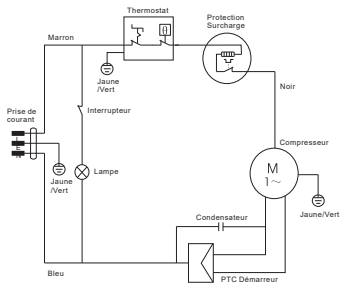 Thermostat
Protection
Surcharge
Marron
θ
Jaune
/Vert
Noir
Prise de
courant
Interrupteur
Compresseur
L
E
N
M
1~
Jaune
/Vert
Lampe
Condensateur
Jaune/Vert
Bleu
PTC Démarreur